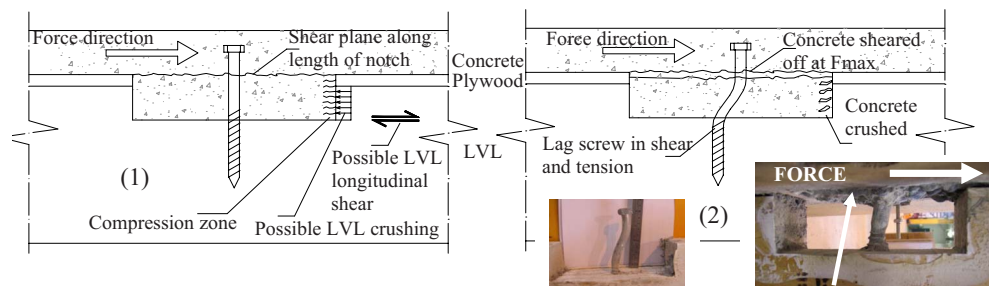 Force direction
Shear plane along
length of notch
Concrete
Plywood
LVL
(1)
Possible LVL
longitudinal
shear
Compression zone
Possible LVL crushing
Force direction
Concrete sheared
off at Fmax
Concrete
crushed
Lag screw in shear
and tension
(2)
FORCE